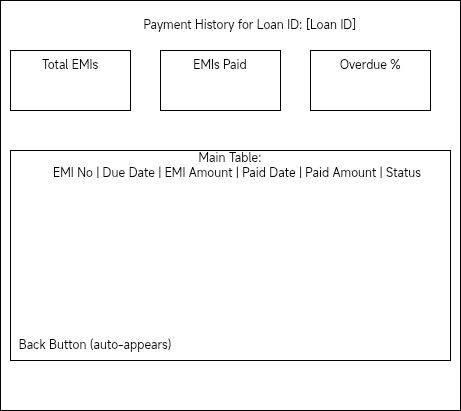 Payment History for Loan ID: [Loan ID]
Total EMIs
EMIs Paid
Overdue %
Main Table:
EMI No | Due Date | EMI Amount | Paid Date | Paid Amount | Status
Back Button (auto-appears)